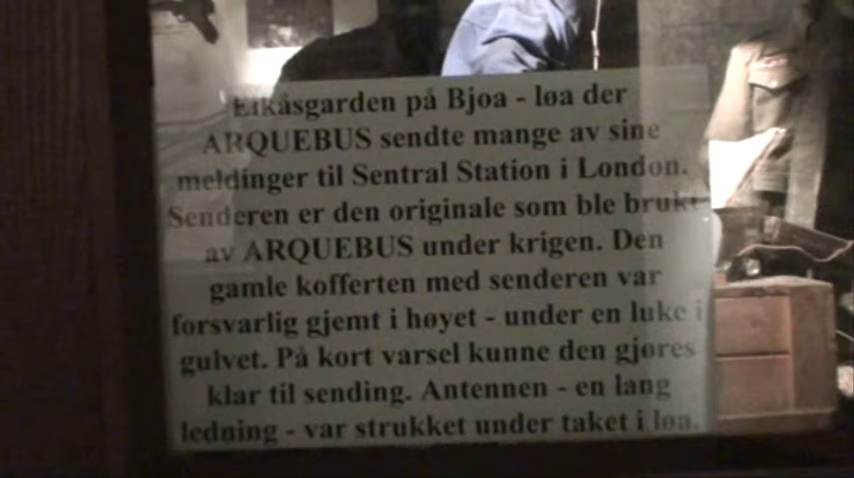 Eikåsgarden på Bjoa - løa der
ARQUEBUS sendte mange av sine
meldinger til Sentral Station i London.
Senderen er den originale som ble brukt
av ARQUEBUS under krigen. Den
gamle kofferten med senderen var
forsvarlig gjemt i høyet - under en luke i
gulvet. På kort varsel kunne den gjøres
klar til sending. Antennen - en lang
ledning - var strukket under taket i løa.